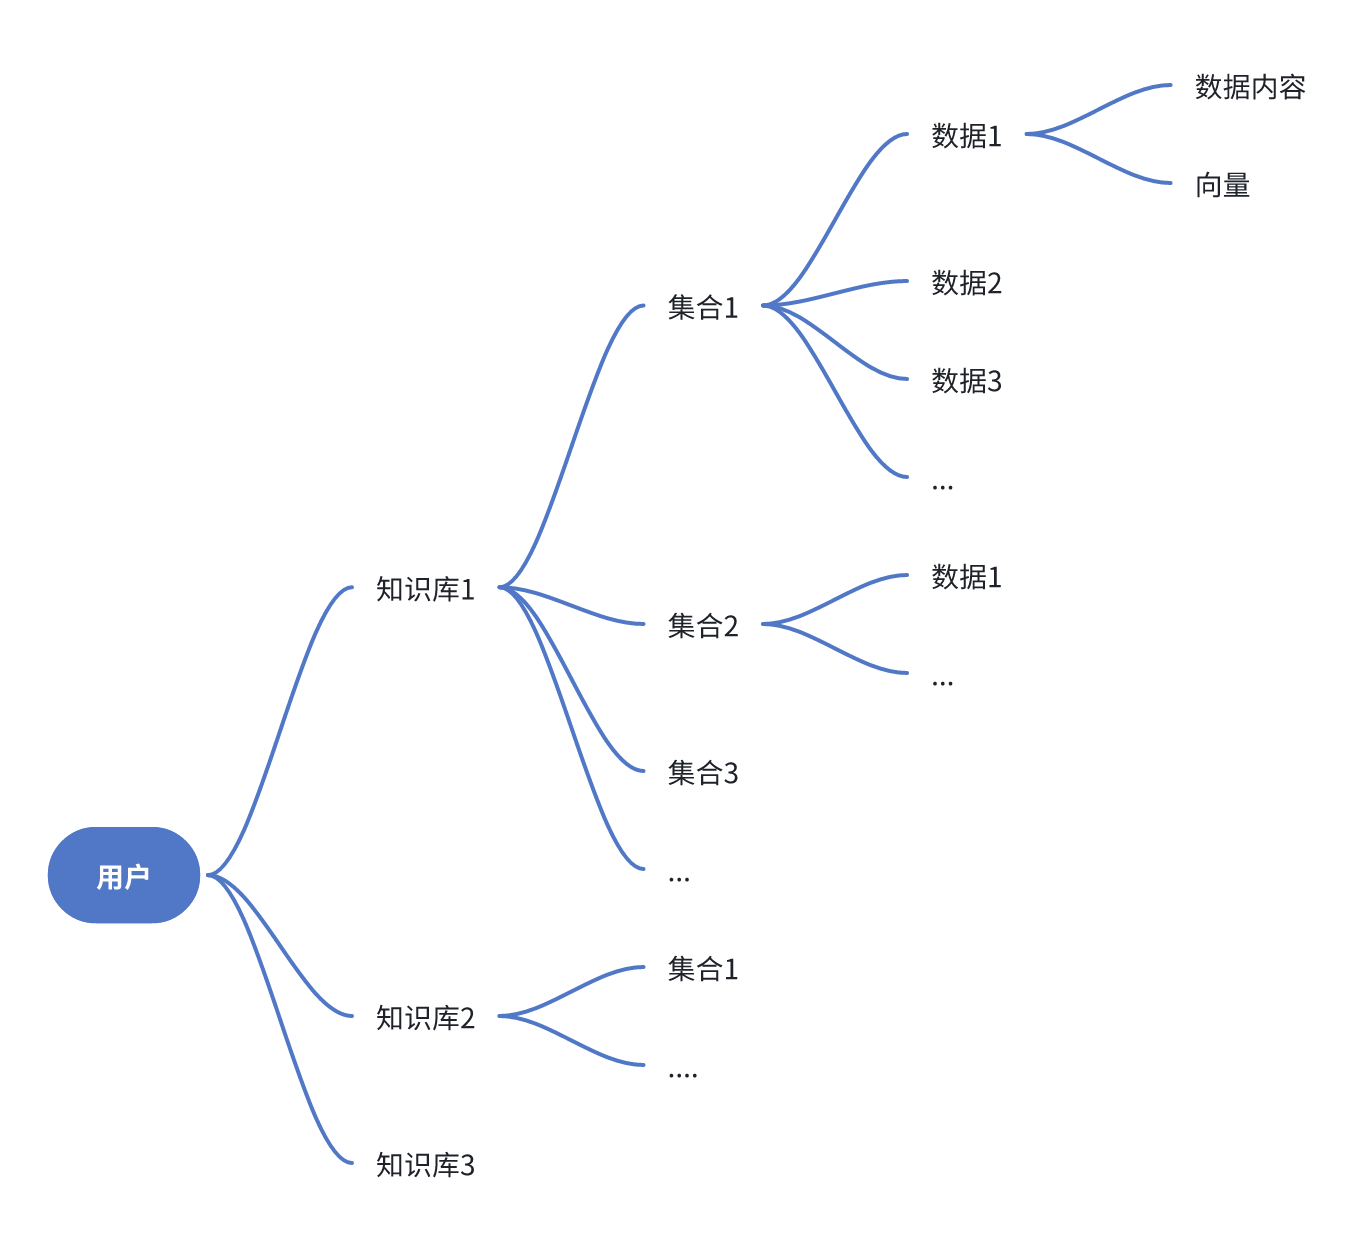 用户
知识库1
集合1
数据1
数据内容
向量
数据2
数据3
...
集合2
数据1
...
集合3
...
知识库2
集合1
....
知识库3